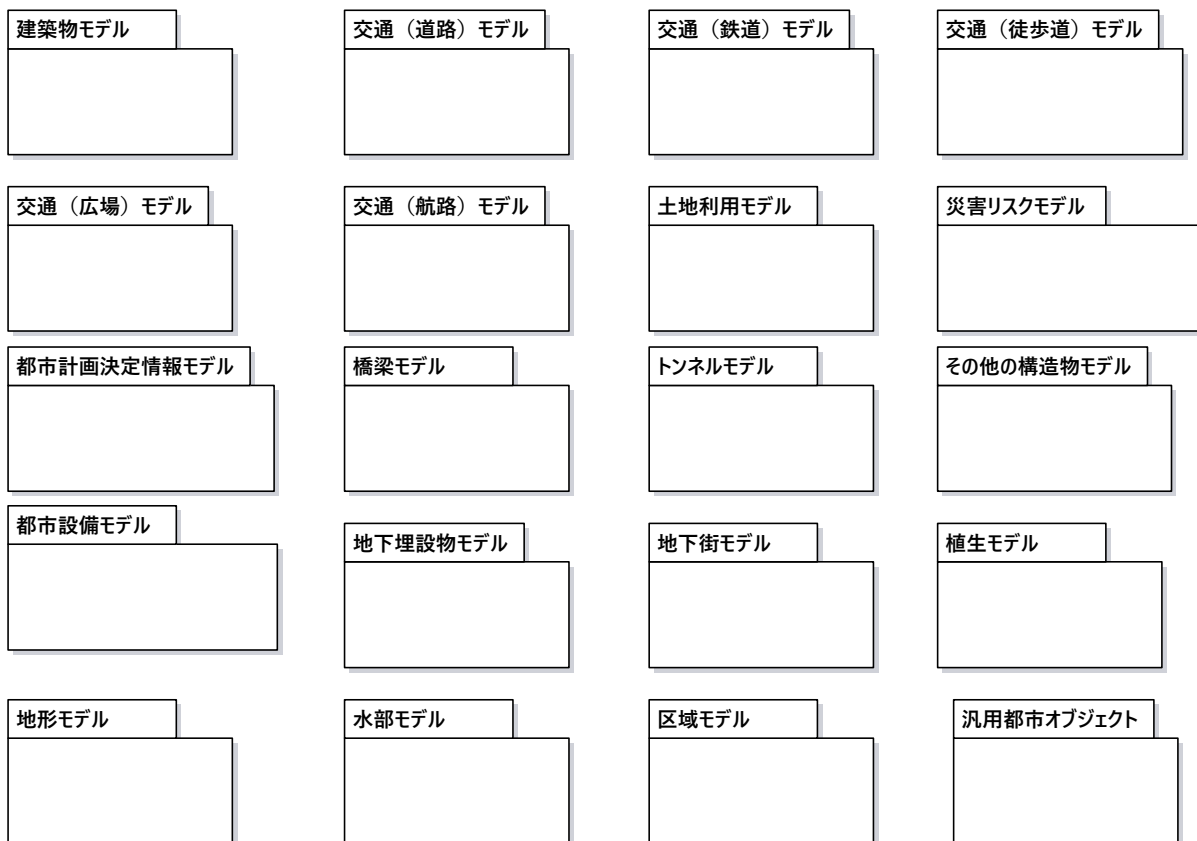 建築物モデル
交通（道路）モデル
交通（鉄道）モデル
交通（徒歩道）モデル
交通（広場）モデル
交通（航路）モデル
土地利用モデル
災害リスクモデル
都市計画決定情報モデル
橋梁モデル
トンネルモデル
その他の構造物モデル
都市設備モデル
地下埋設物モデル
地下街モデル
植生モデル
地形モデル
水部モデル
区域モデル
汎用都市オブジェクト